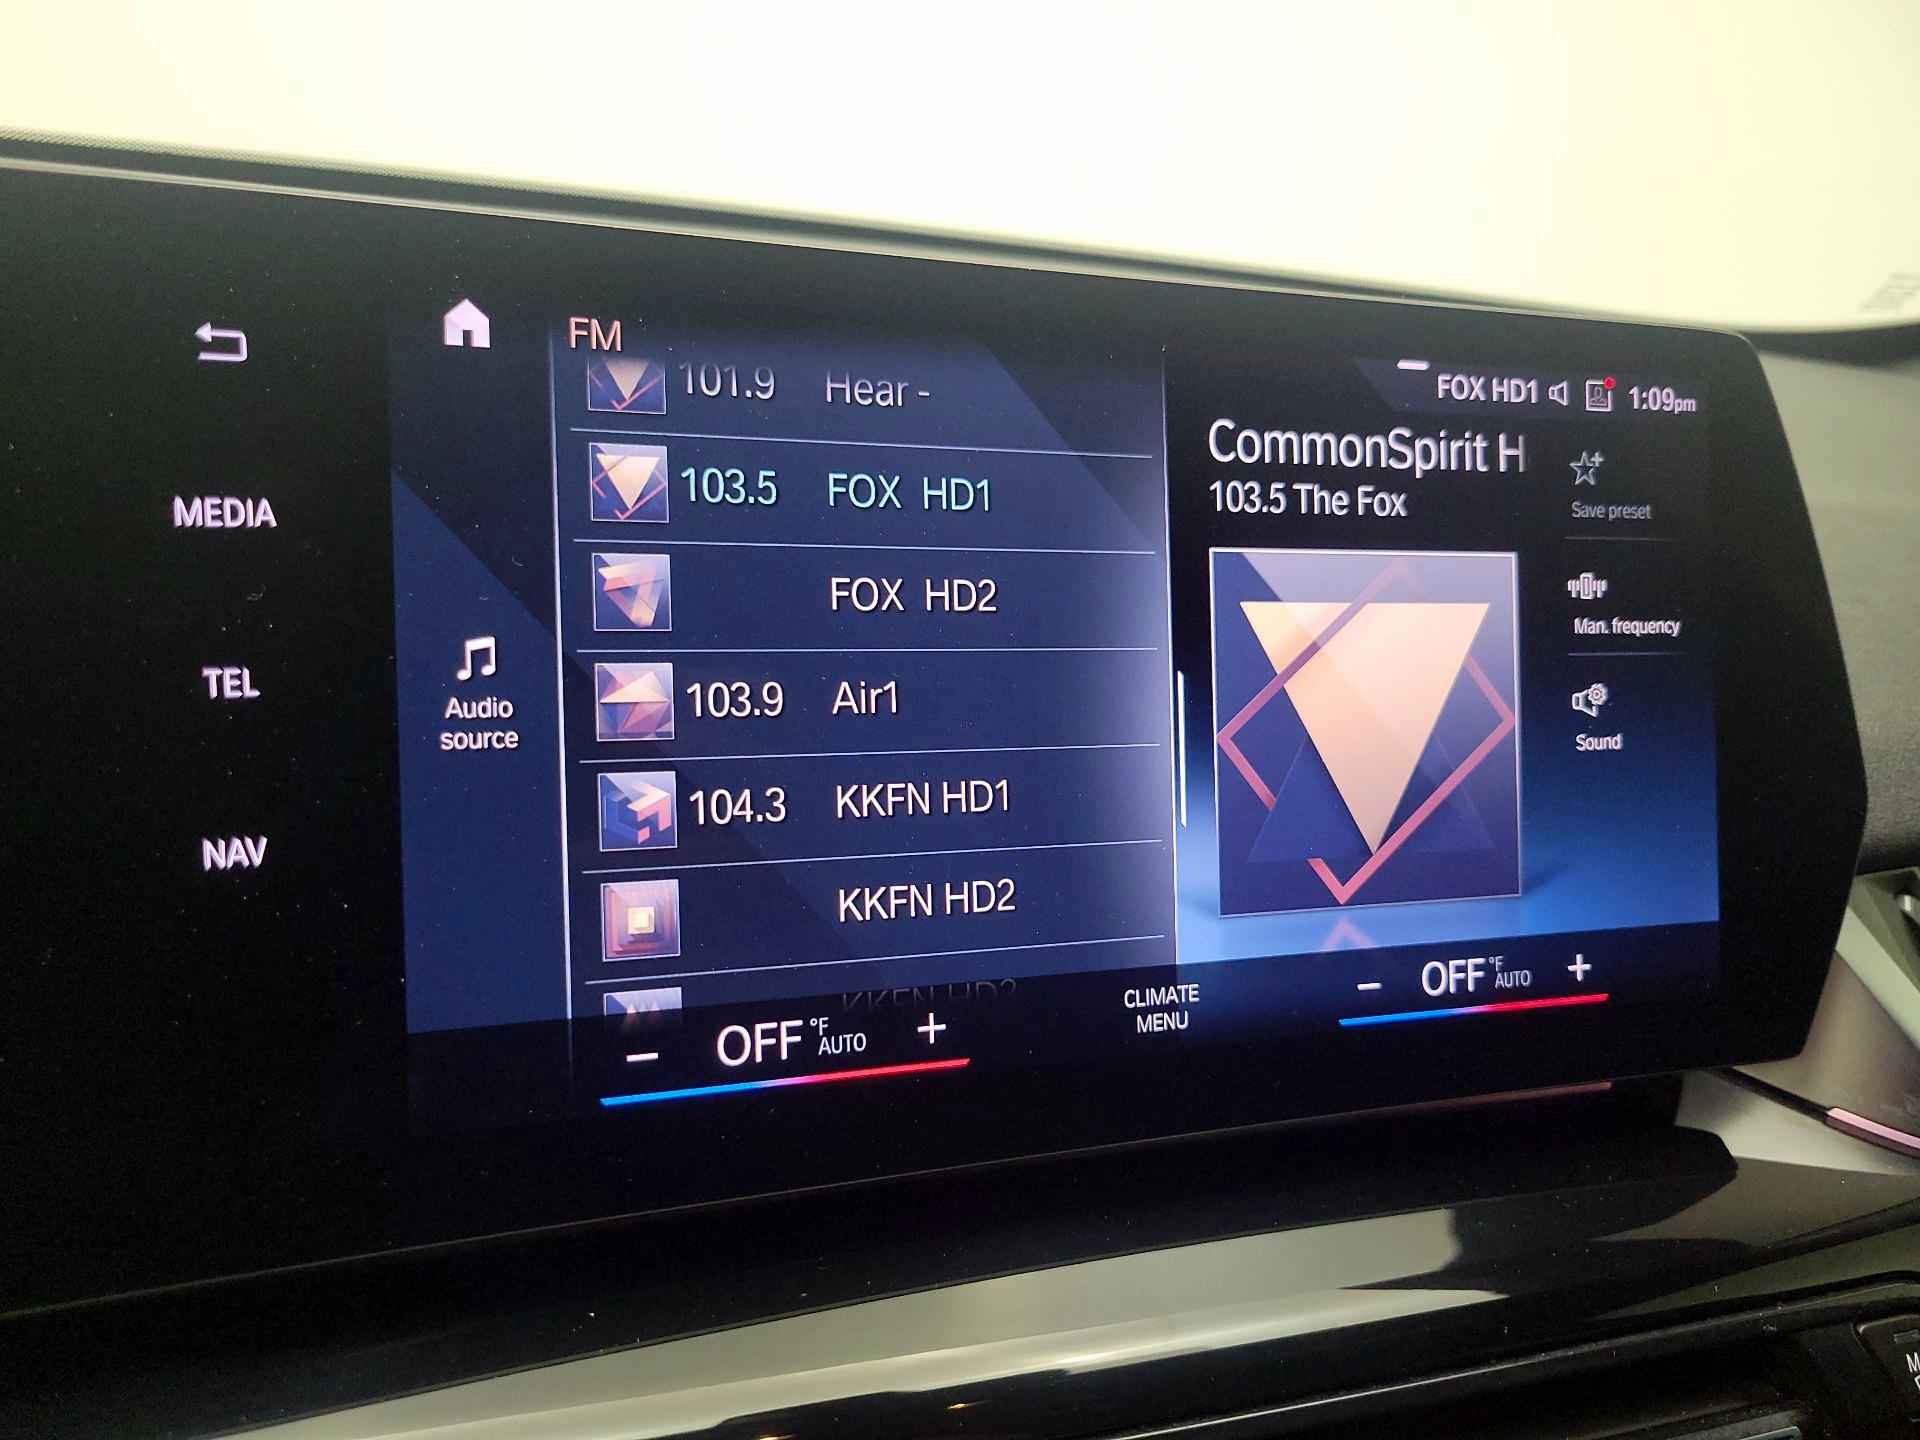 FM
MEDIA
TEL
NAV
Audio
source
101.9 Hear -
103.5 FOX HD1
FOX HD2
103.9 Air1
104.3 KKFN HD1
KKFN HD2
KKFN HD3
FOX HD1 1:09pm
CommonSpirit H
103.5 The Fox
Save preset
Man. frequency
Sound
- OFF °F AUTO +
CLIMATE
MENU
- OFF °F AUTO +